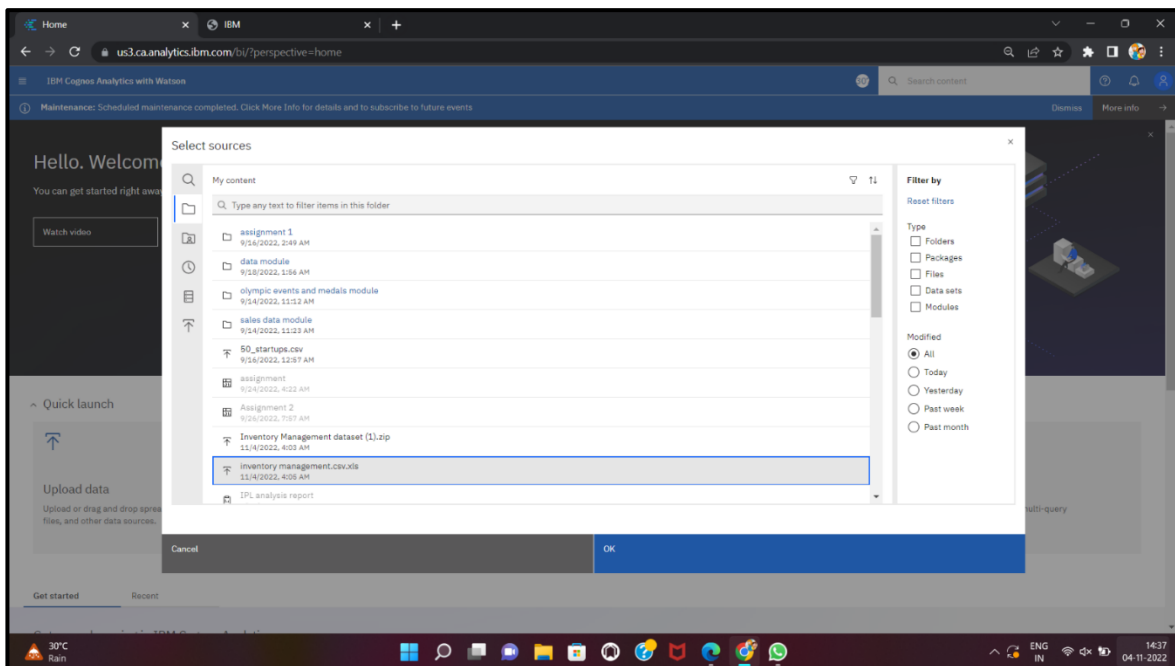 Home
IBM
us3.ca.analytics.ibm.com/bi/?perspective=home
IBM Cognos Analytics with Watson
Search content
Maintenance: Scheduled maintenance completed. Click More Info for details and to subscribe to future events
Dismiss
More info
Hello. Welcom
You can get started right away
Watch video
Select sources
My content
Type any text to filter items in this folder
assignment 1
9/16/2022, 2:49 AM
data module
9/18/2022, 1:56 AM
olympic events and medals module
9/14/2022, 11:12 AM
sales data module
9/14/2022, 11:23 AM
50_startups.csv
9/16/2022, 12:57 AM
assignment
9/24/2022, 4:22 AM
Assignment 2
9/26/2022, 7:57 AM
Inventory Management dataset (1).zip
11/4/2022, 4:03 AM
inventory management.csv.xls
11/4/2022, 4:05 AM
IPL analysis report
Filter by
Reset filters
Type
Folders
Packages
Files
Data sets
Modules
Modified
All
Today
Yesterday
Past week
Past month
Cancel
OK
Quick launch
Upload data
Upload or drag and drop sprea
files, and other data sources.
multi-query
Get started
Recent
30°C
Rain
ENG
IN
14:37
04-11-2022